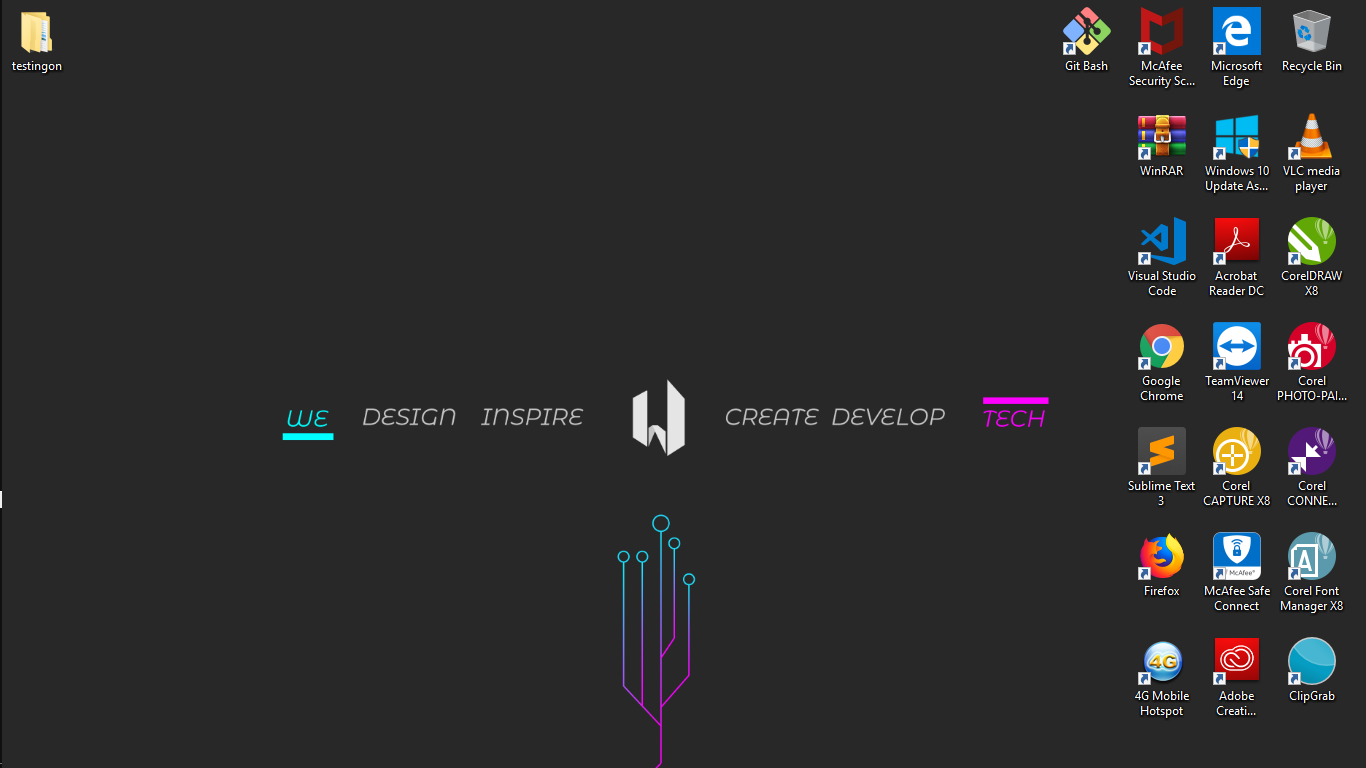 testingon
Git Bash
McAfee
Security Sc...
Microsoft
Edge
Recycle Bin
WinRAR
Windows 10
Update As...
VLC media
player
Visual Studio
Code
Acrobat
Reader DC
CorelDRAW
X8
Google
Chrome
TeamViewer
14
Corel
PHOTO-PAI...
WE DESIGN INSPIRE CREATE DEVELOP TECH
Sublime Text
3
Corel
CAPTURE X8
Corel
CONNE...
Firefox
McAfee®
McAfee Safe
Connect
Corel Font
Manager X8
4G
4G Mobile
Hotspot
Adobe
Creati...
ClipGrab